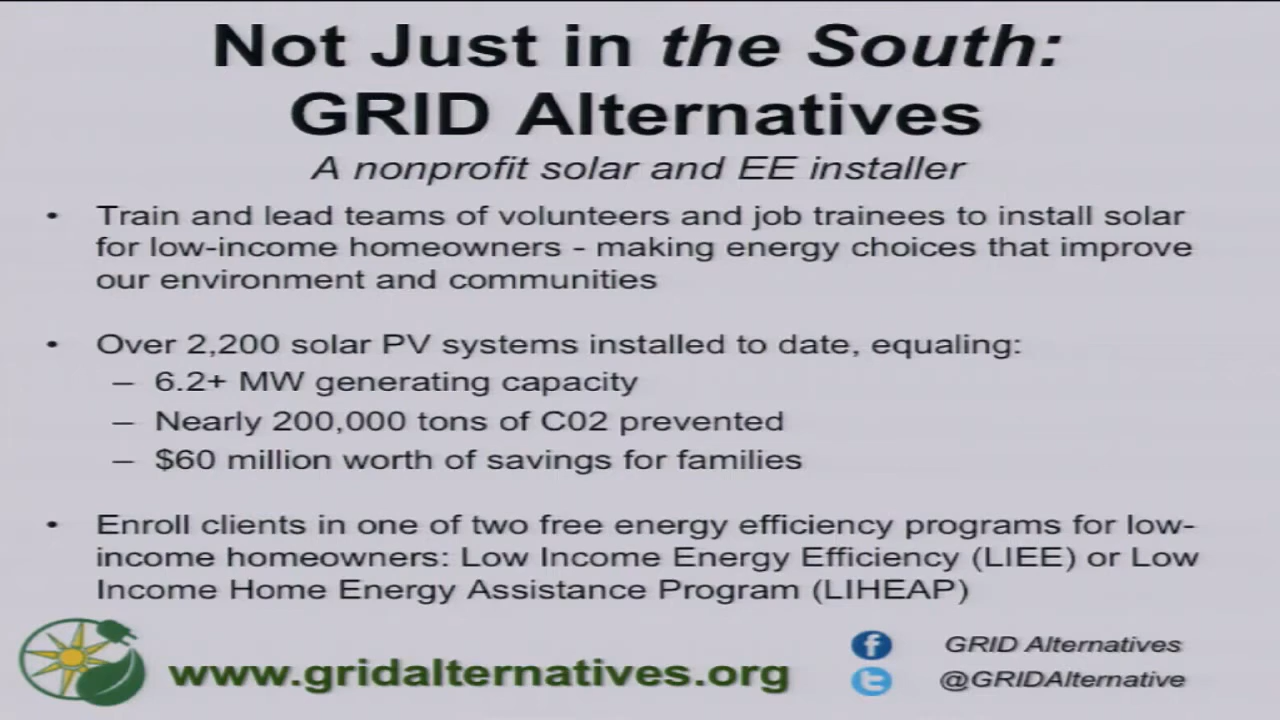 Not Just in the South:
GRID Alternatives
A nonprofit solar and EE installer
• Train and lead teams of volunteers and job trainees to install solar
for low-income homeowners - making energy choices that improve
our environment and communities
• Over 2,200 solar PV systems installed to date, equaling:
– 6.2+ MW generating capacity
– Nearly 200,000 tons of C02 prevented
– $60 million worth of savings for families
• Enroll clients in one of two free energy efficiency programs for low-
income homeowners: Low Income Energy Efficiency (LIEE) or Low
Income Home Energy Assistance Program (LIHEAP)
www.gridalternatives.org
f GRID Alternatives
t @GRIDAlternative